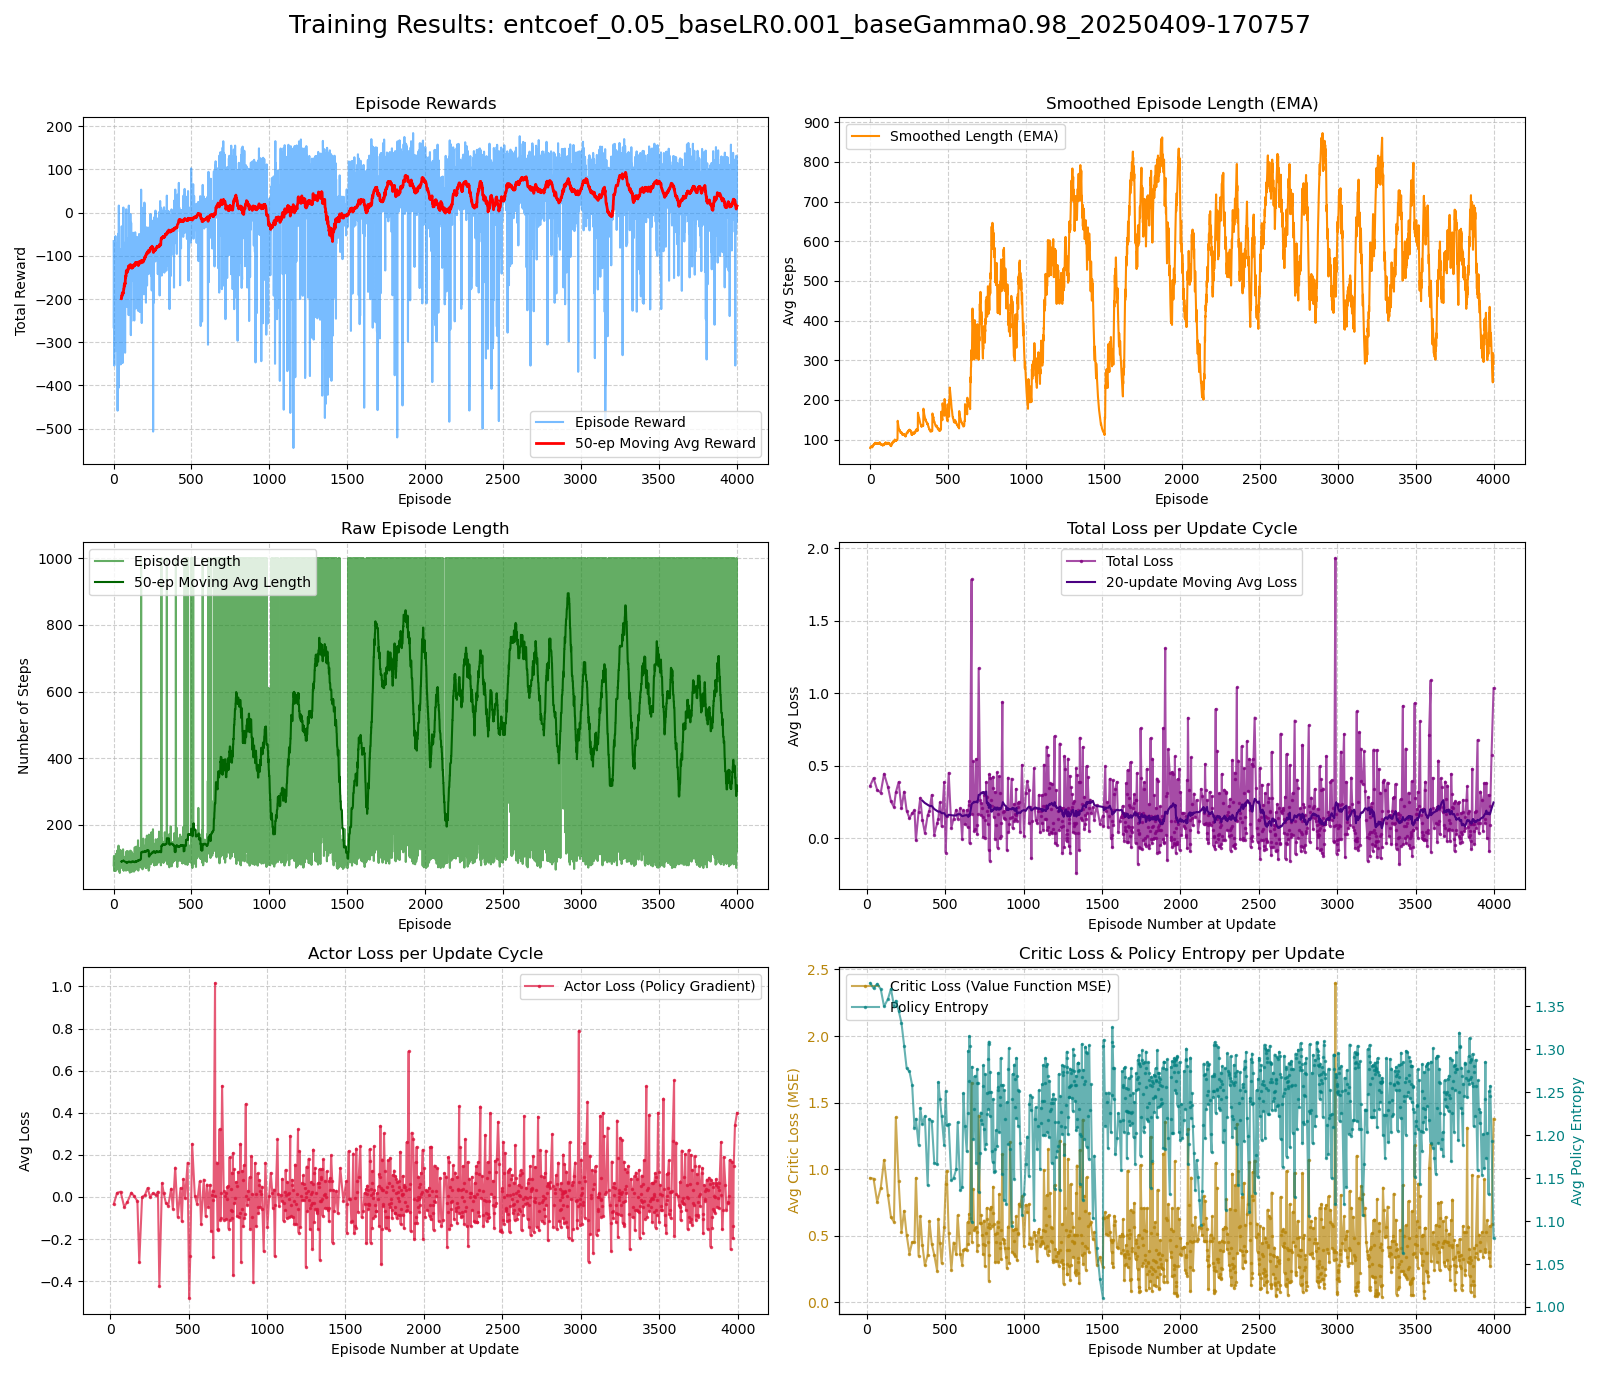 Training Results: entcoef_0.05_baseLR0.001_baseGamma0.98_20250409-170757
Episode Rewards
200
100
0
−100
−200
−300
−400
−500
Total Reward
Episode Reward
50-ep Moving Avg Reward
0 500 1000 1500 2000 2500 3000 3500 4000
Episode
Smoothed Episode Length (EMA)
900
800
700
600
500
400
300
200
100
Avg Steps
Smoothed Length (EMA)
0 500 1000 1500 2000 2500 3000 3500 4000
Episode
Raw Episode Length
1000
800
600
400
200
Number of Steps
Episode Length
50-ep Moving Avg Length
0 500 1000 1500 2000 2500 3000 3500 4000
Episode
Total Loss per Update Cycle
2.0
1.5
1.0
0.5
0.0
Avg Loss
Total Loss
20-update Moving Avg Loss
0 500 1000 1500 2000 2500 3000 3500 4000
Episode Number at Update
Actor Loss per Update Cycle
1.0
0.8
0.6
0.4
0.2
0.0
−0.2
−0.4
Avg Loss
Actor Loss (Policy Gradient)
0 500 1000 1500 2000 2500 3000 3500 4000
Episode Number at Update
Critic Loss & Policy Entropy per Update
2.5
2.0
1.5
1.0
0.5
0.0
Avg Critic Loss (MSE)
Critic Loss (Value Function MSE)
Policy Entropy
1.35
1.30
1.25
1.20
1.15
1.10
1.05
1.00
Avg Policy Entropy
0 500 1000 1500 2000 2500 3000 3500 4000
Episode Number at Update